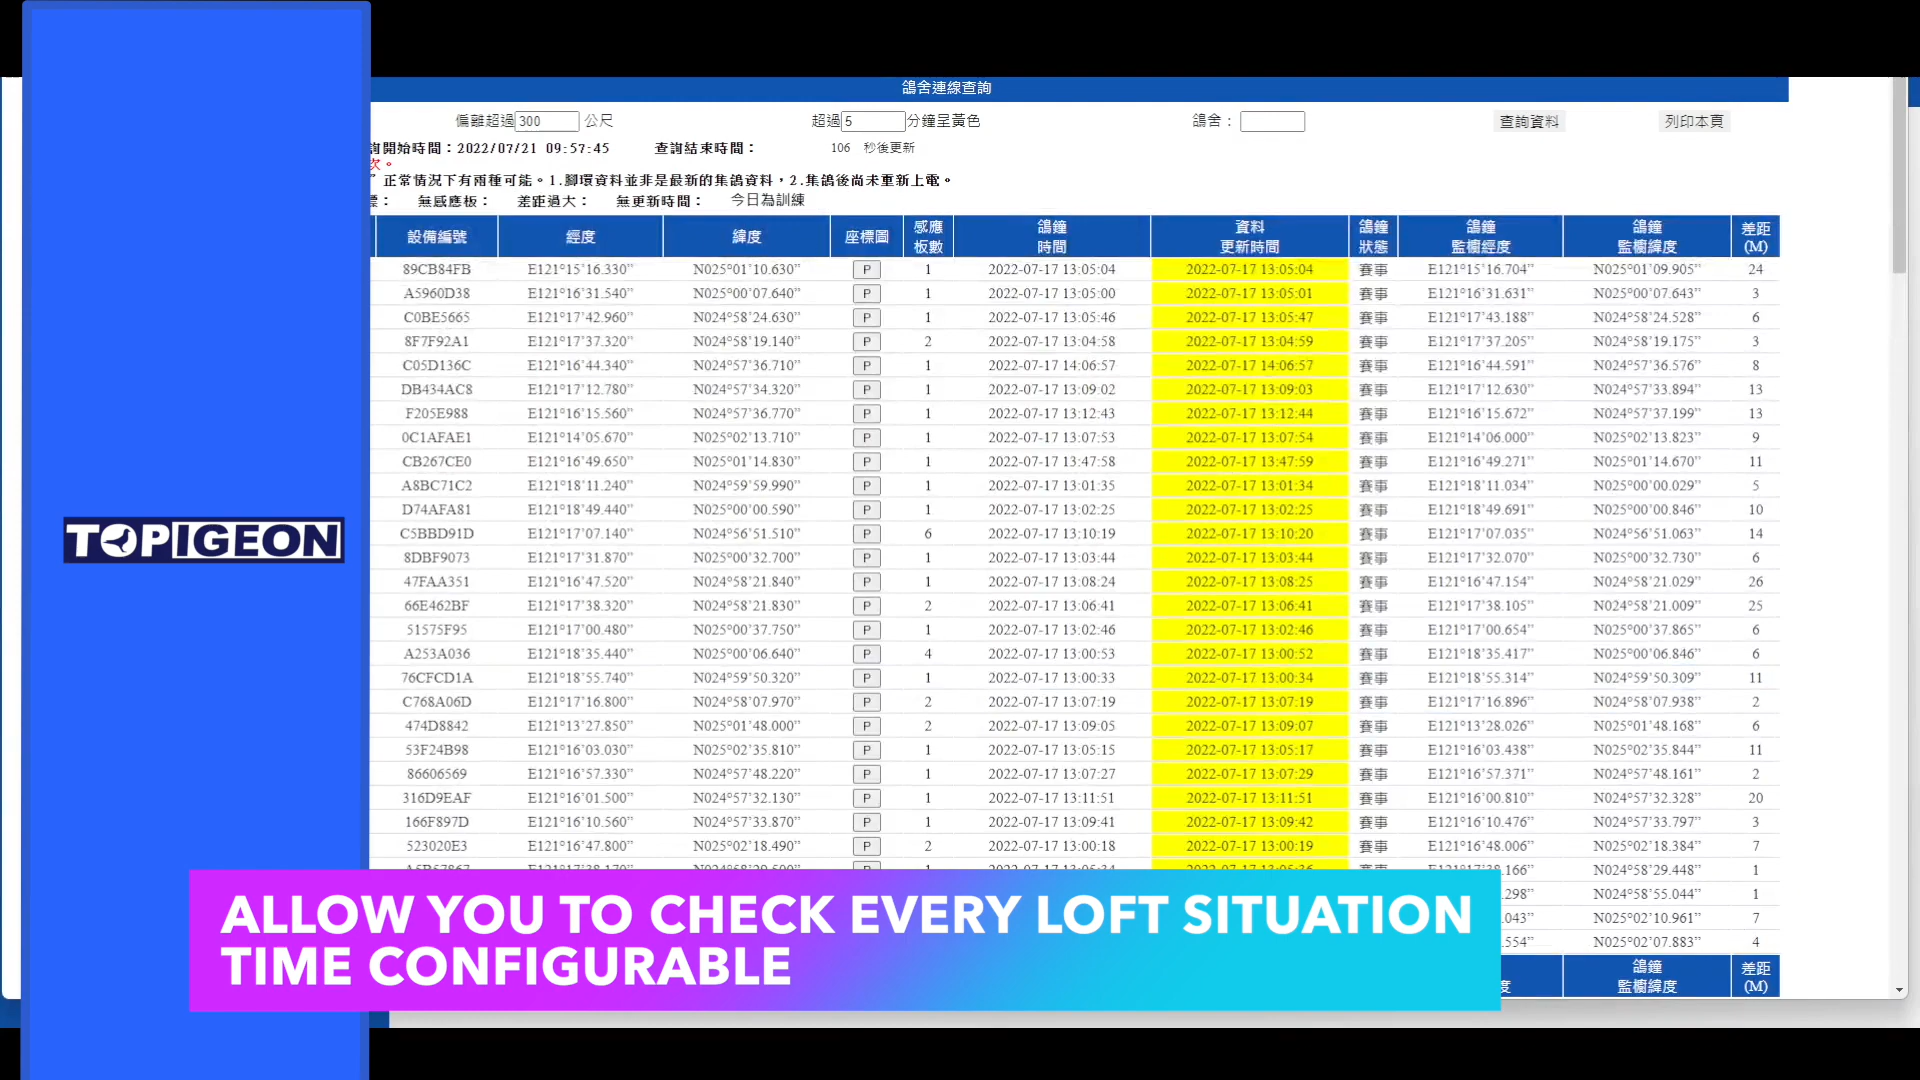 鴿舍連線查詢
偏離超過 300 公尺 超過 5 分鐘呈黃色 鴿舍： 查詢資料 列印本頁
詢開始時間：2022/07/21 09:57:45 查詢結束時間： 106 秒後更新
次。
” 正常情況下有兩種可能。1.腳環資料並非是最新的集鴿資料，2.集鴿後尚未重新上電。
： 無感應板： 差距過大： 無更新時間： 今日為訓練
設備編號 經度 緯度 座標圖 感應板數 鴿鐘時間 資料更新時間 鴿鐘狀態 鴿鐘監櫥經度 鴿鐘監櫥緯度 差距(M)
89CB84FB E121°15’16.330” N025°01’10.630” P 1 2022-07-17 13:05:04 2022-07-17 13:05:04 賽事 E121°15’16.704” N025°01’09.905” 24
A5960D38 E121°16’31.540” N025°00’07.640” P 1 2022-07-17 13:05:00 2022-07-17 13:05:01 賽事 E121°16’31.631” N025°00’07.643” 3
C0BE5665 E121°17’42.960” N024°58’24.630” P 1 2022-07-17 13:05:46 2022-07-17 13:05:47 賽事 E121°17’43.188” N024°58’24.528” 6
8F7F92A1 E121°17’37.320” N024°58’19.140” P 2 2022-07-17 13:04:58 2022-07-17 13:04:59 賽事 E121°17’37.205” N024°58’19.175” 3
C05D136C E121°16’44.340” N024°57’36.710” P 1 2022-07-17 14:06:57 2022-07-17 14:06:57 賽事 E121°16’44.591” N024°57’36.576” 8
DB434AC8 E121°17’12.780” N024°57’34.320” P 1 2022-07-17 13:09:02 2022-07-17 13:09:03 賽事 E121°17’12.630” N024°57’33.894” 13
F205E988 E121°16’15.560” N024°57’36.770” P 1 2022-07-17 13:12:43 2022-07-17 13:12:44 賽事 E121°16’15.672” N024°57’37.199” 13
0C1AFAE1 E121°14’05.670” N025°02’13.710” P 1 2022-07-17 13:07:53 2022-07-17 13:07:54 賽事 E121°14’06.000” N025°02’13.823” 9
CB267CE0 E121°16’49.650” N025°01’14.830” P 1 2022-07-17 13:47:58 2022-07-17 13:47:59 賽事 E121°16’49.271” N025°01’14.670” 11
A8BC71C2 E121°18’11.240” N024°59’59.990” P 1 2022-07-17 13:01:35 2022-07-17 13:01:34 賽事 E121°18’11.034” N025°00’00.029” 5
D74AFA81 E121°18’49.440” N025°00’00.590” P 1 2022-07-17 13:02:25 2022-07-17 13:02:25 賽事 E121°18’49.691” N025°00’00.846” 10
C5BBD91D E121°17’07.140” N024°56’51.510” P 6 2022-07-17 13:10:19 2022-07-17 13:10:20 賽事 E121°17’07.035” N024°56’51.063” 14
8DBF9073 E121°17’31.870” N025°00’32.700” P 1 2022-07-17 13:03:44 2022-07-17 13:03:44 賽事 E121°17’32.070” N025°00’32.730” 6
47FAA351 E121°16’47.520” N024°58’21.840” P 1 2022-07-17 13:08:24 2022-07-17 13:08:25 賽事 E121°16’47.154” N024°58’21.029” 26
66E462BF E121°17’38.320” N024°58’21.830” P 2 2022-07-17 13:06:41 2022-07-17 13:06:41 賽事 E121°17’38.105” N024°58’21.009” 25
51575F95 E121°17’00.480” N025°00’37.750” P 1 2022-07-17 13:02:46 2022-07-17 13:02:46 賽事 E121°17’00.654” N025°00’37.865” 6
A253A036 E121°18’35.440” N025°00’06.640” P 4 2022-07-17 13:00:53 2022-07-17 13:00:52 賽事 E121°18’35.417” N025°00’06.846” 6
76CFCD1A E121°18’55.740” N024°59’50.320” P 1 2022-07-17 13:00:33 2022-07-17 13:00:34 賽事 E121°18’55.314” N024°59’50.309” 11
C768A06D E121°17’16.800” N024°58’07.970” P 2 2022-07-17 13:07:19 2022-07-17 13:07:19 賽事 E121°17’16.896” N024°58’07.938” 2
474D8842 E121°13’27.850” N025°01’48.000” P 2 2022-07-17 13:09:05 2022-07-17 13:09:07 賽事 E121°13’28.026” N025°01’48.168” 6
53F24B98 E121°16’03.030” N025°02’35.810” P 1 2022-07-17 13:05:15 2022-07-17 13:05:17 賽事 E121°16’03.438” N025°02’35.844” 11
86606569 E121°16’57.330” N024°57’48.220” P 1 2022-07-17 13:07:27 2022-07-17 13:07:29 賽事 E121°16’57.371” N024°57’48.161” 2
316D9EAF E121°16’01.500” N024°57’32.130” P 1 2022-07-17 13:11:51 2022-07-17 13:11:51 賽事 E121°16’00.810” N024°57’32.328” 20
166F897D E121°16’10.560” N024°57’33.870” P 1 2022-07-17 13:09:41 2022-07-17 13:09:42 賽事 E121°16’10.476” N024°57’33.797” 3
523020E3 E121°16’47.800” N025°02’18.490” P 2 2022-07-17 13:00:18 2022-07-17 13:00:19 賽事 E121°16’48.006” N025°02’18.384” 7
.166” N024°58’29.448” 1
.298” N024°58’55.044” 1
.043” N025°02’10.961” 7
.554” N025°02’07.883” 4
度 鴿鐘監櫥緯度 差距(M)
TOPIGEON
ALLOW YOU TO CHECK EVERY LOFT SITUATION
TIME CONFIGURABLE